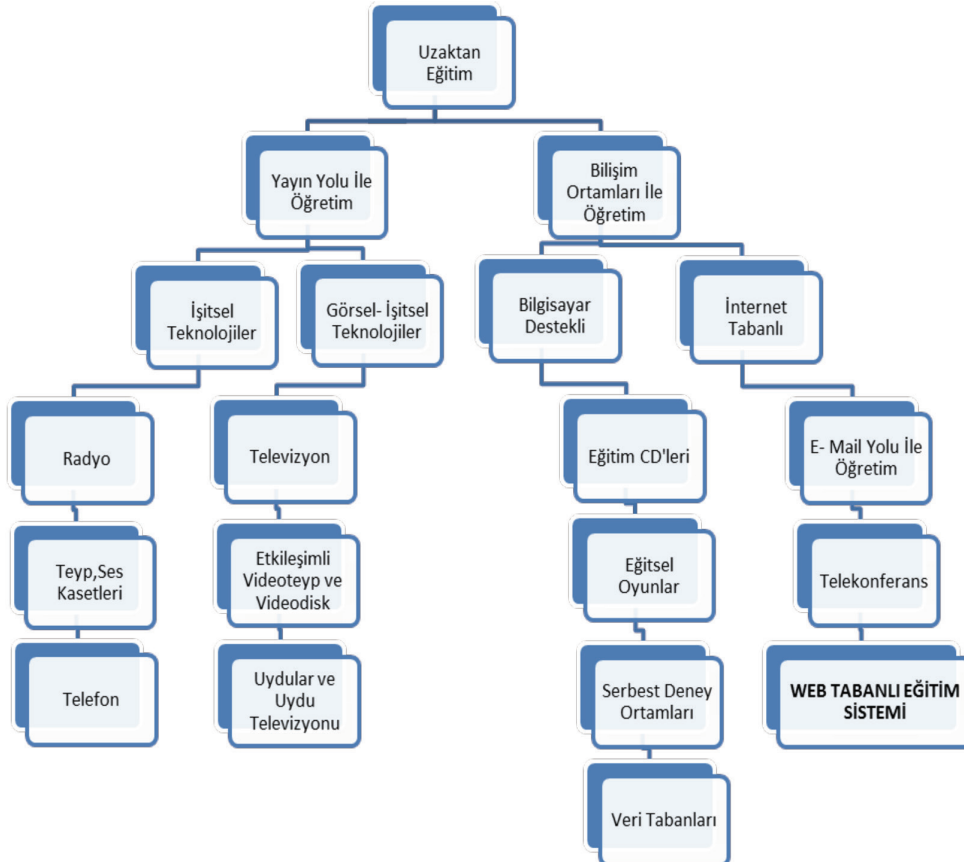 Uzaktan
Eğitim
Yayın Yolu İle
Öğretim
Bilişim
Ortamları İle
Öğretim
İşitsel
Teknolojiler
Görsel- İşitsel
Teknolojiler
Bilgisayar
Destekli
İnternet
Tabanlı
Radyo
Televizyon
Eğitim CD'leri
E- Mail Yolu İle
Öğretim
Teyp,Ses
Kasetleri
Etkileşimli
Videoteyp ve
Videodisk
Eğitsel
Oyunlar
Telekonferans
Telefon
Uydular ve
Uydu
Televizyonu
Serbest Deney
Ortamları
WEB TABANLI EĞİTİM
SİSTEMİ
Veri Tabanları